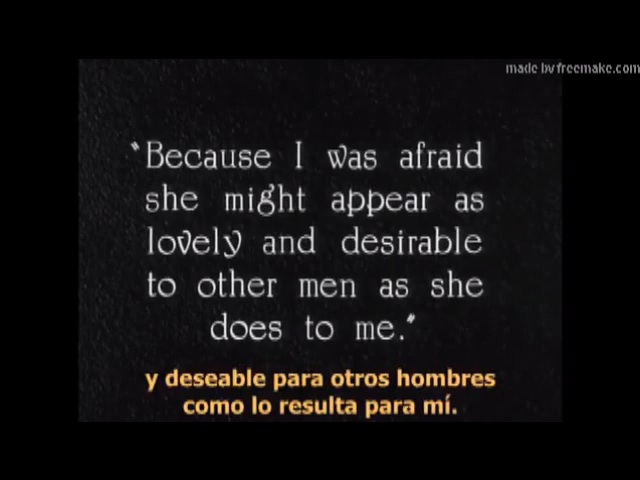 made by freemake.com
"Because I was afraid
she might appear as
lovely and desirable
to other men as she
does to me."
y deseable para otros hombres
como lo resulta para mí.